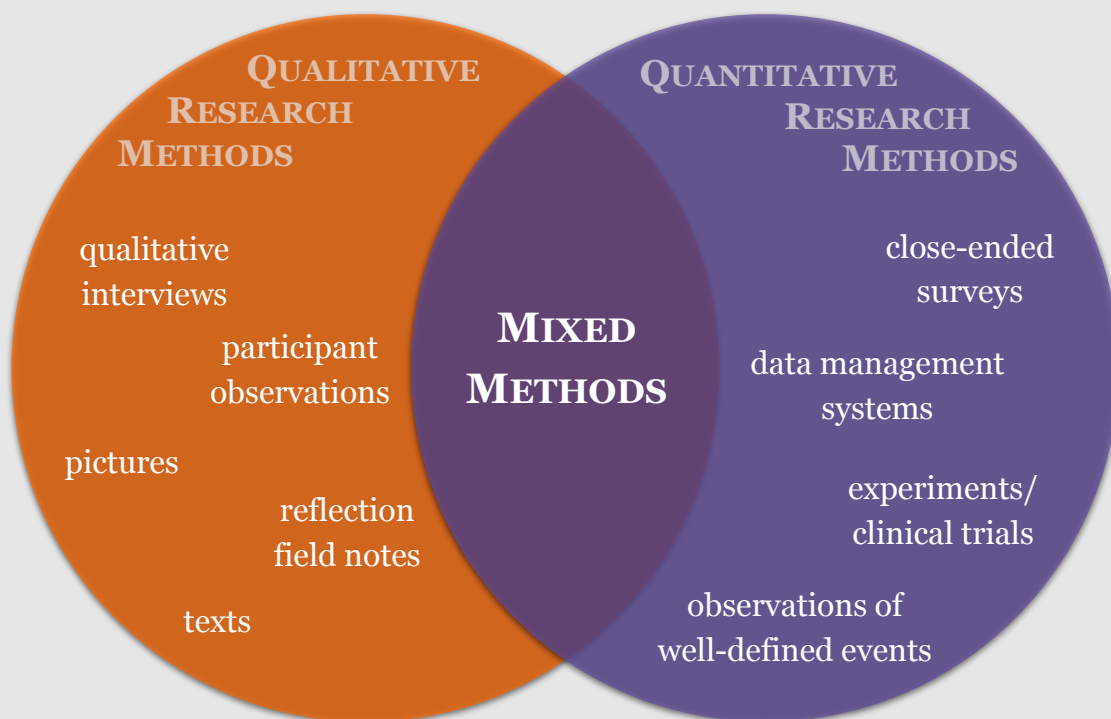 QUALITATIVE
RESEARCH
METHODS
qualitative
interviews
participant
observations
pictures
reflection
field notes
texts
MIXED
METHODS
QUANTITATIVE
RESEARCH
METHODS
close-ended
surveys
data management
systems
experiments/
clinical trials
observations of
well-defined events